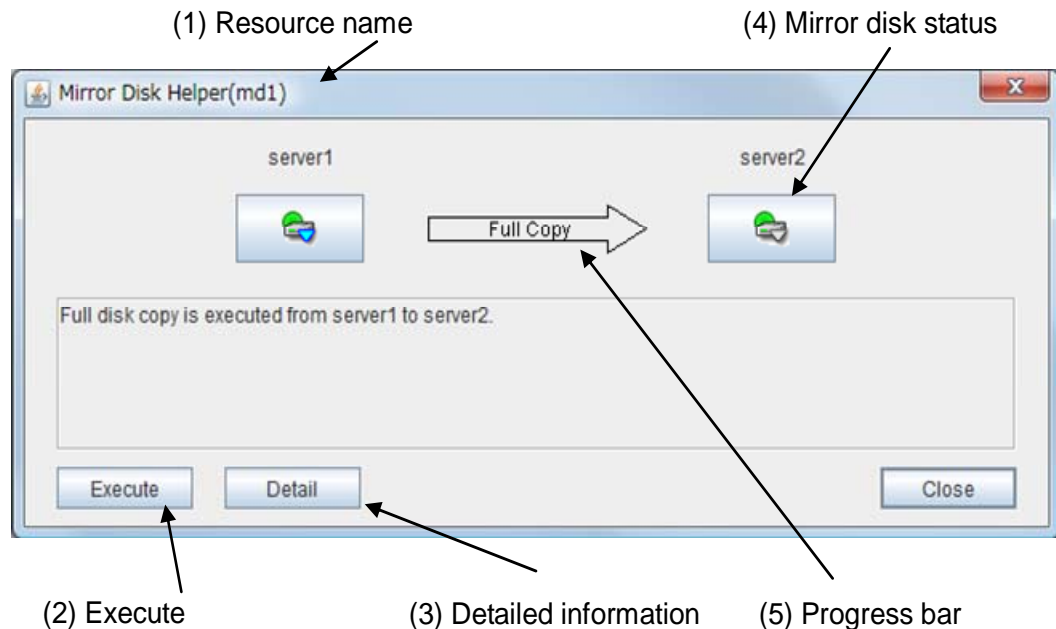 (1) Resource name
(4) Mirror disk status
Mirror Disk Helper(md1)
x
server1
server2
Full Copy
Full disk copy is executed from server1 to server2.
Execute
Detail
Close
(2) Execute
(3) Detailed information
(5) Progress bar